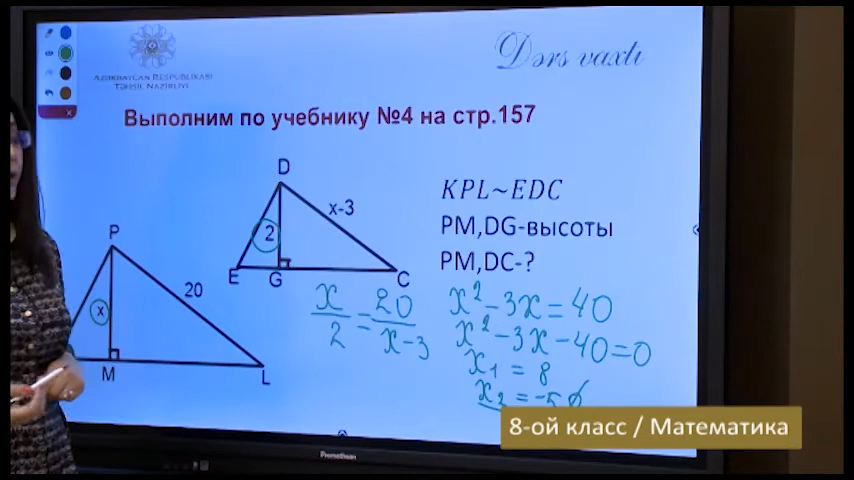 Dərs vaxtı
AZƏRBAYCAN RESPUBLİKASI
TƏHSİL NAZİRLİYİ
Выполним по учебнику №4 на стр.157
D
x-3
2
E
G
C
P
20
x
M
L
KPL~EDC
PM,DG-высоты
PM,DC-?
x/2 = 20/x-3
x² - 3x = 40
x² - 3x - 40 = 0
x₁ = 8
x₂ = -5 ∅
8-ой класс / Математика
Promethean